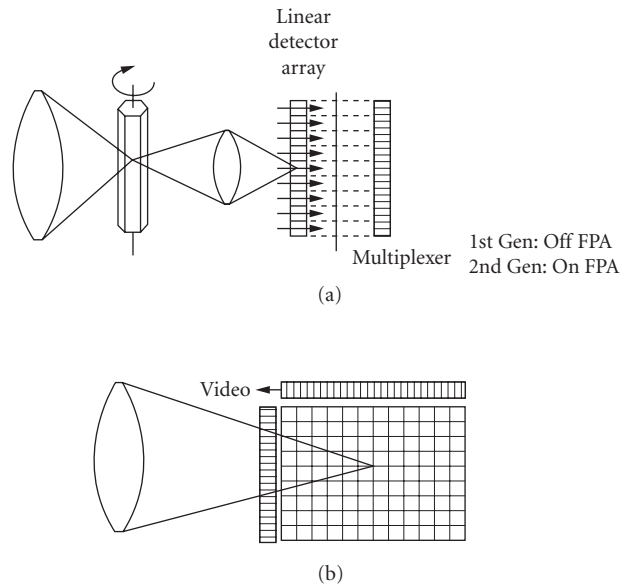 Linear
detector
array
Multiplexer
1st Gen: Off FPA
2nd Gen: On FPA
(a)
Video
(b)